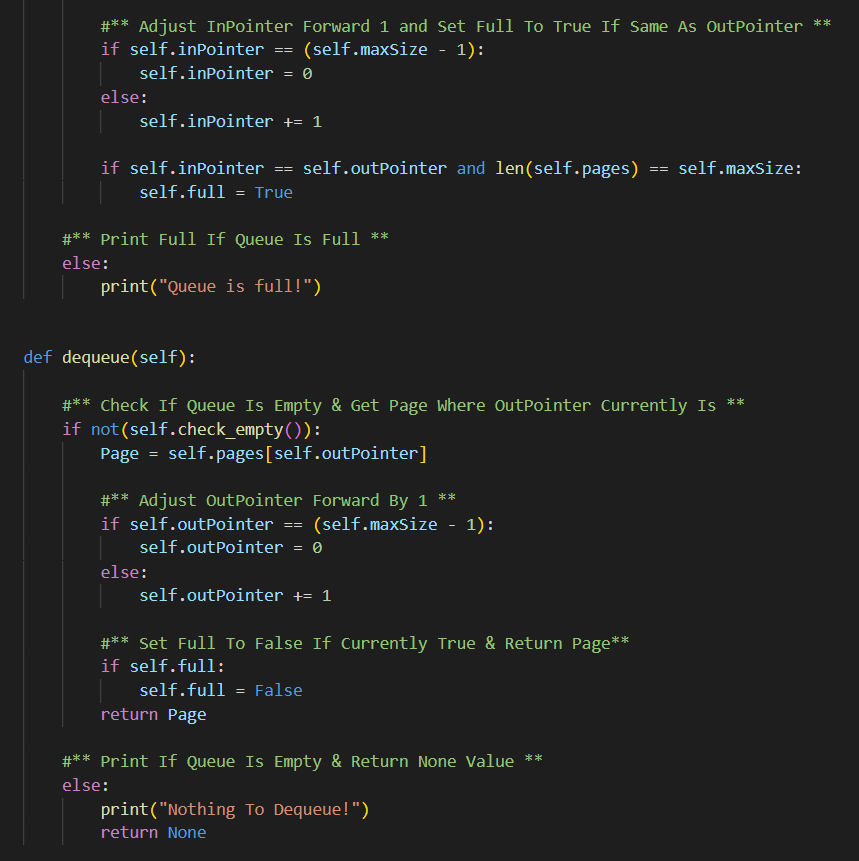 #** Adjust InPointer Forward 1 and Set Full To True If Same As OutPointer **
if self.inPointer == (self.maxSize - 1):
self.inPointer = 0
else:
self.inPointer += 1
if self.inPointer == self.outPointer and len(self.pages) == self.maxSize:
self.full = True
#** Print Full If Queue Is Full **
else:
print("Queue is full!")
def dequeue(self):
#** Check If Queue Is Empty & Get Page Where OutPointer Currently Is **
if not(self.check_empty()):
Page = self.pages[self.outPointer]
#** Adjust OutPointer Forward By 1 **
if self.outPointer == (self.maxSize - 1):
self.outPointer = 0
else:
self.outPointer += 1
#** Set Full To False If Currently True & Return Page**
if self.full:
self.full = False
return Page
#** Print If Queue Is Empty & Return None Value **
else:
print("Nothing To Dequeue!")
return None